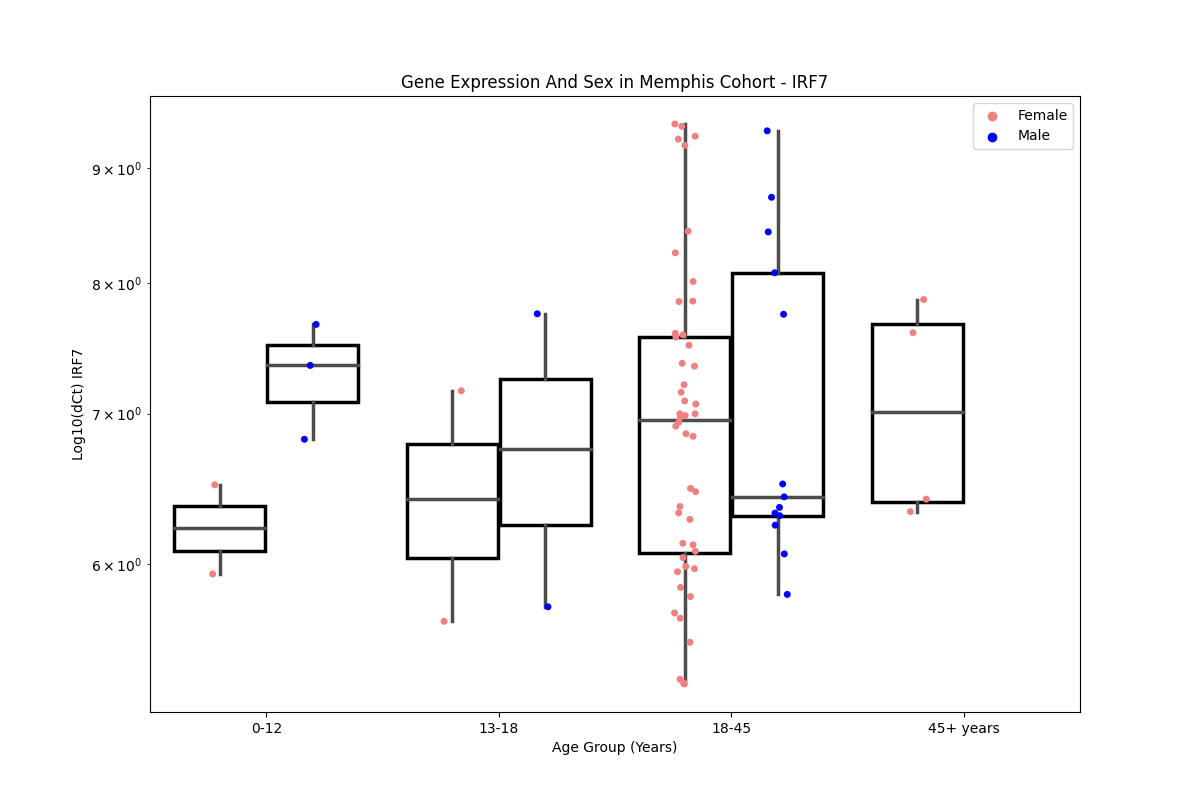 Gene Expression And Sex in Memphis Cohort - IRF7
Female
Male
9 × 10⁰
8 × 10⁰
7 × 10⁰
6 × 10⁰
Log10(dCt) IRF7
0-12 13-18 18-45 45+ years
Age Group (Years)